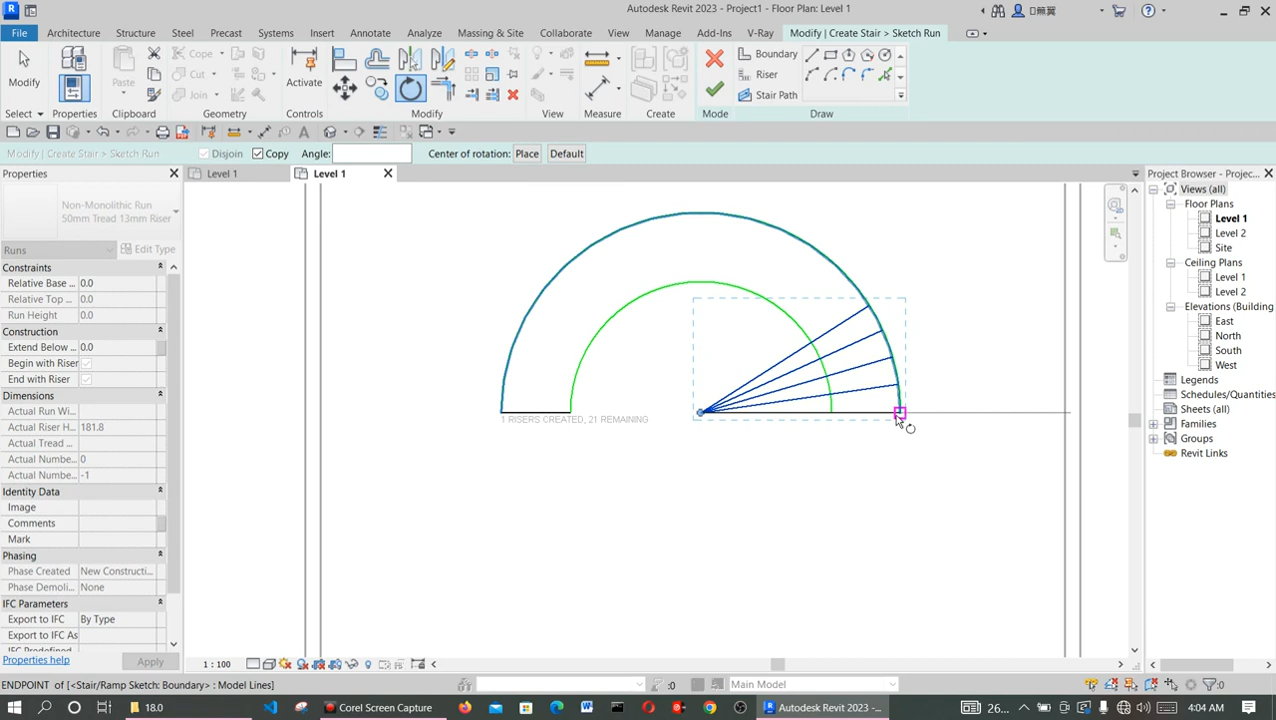 Autodesk Revit 2023 - Project1 - Floor Plan: Level 1
File
Architecture
Structure
Steel
Precast
Systems
Insert
Annotate
Analyze
Massing & Site
Collaborate
View
Manage
Add-Ins
V-Ray
Modify | Create Stair > Sketch Run
Modify
Select
Properties
Paste
Clipboard
Cope
Cut
Join
Geometry
Activate
Controls
Modify
View
Measure
Create
Mode
Boundary
Riser
Stair Path
Draw
Modify | Create Stair > Sketch Run
Disjoin
Copy
Angle:
Center of rotation:
Place
Default
Properties
Level 1
Level 1
Project Browser - Projec...
Non-Monolithic Run
50mm Tread 13mm Riser
Runs
Edit Type
Constraints
Relative Base ... 0.0
Relative Top ... 0.0
Run Height 0.0
Construction
Extend Below ... 0.0
Begin with Riser
End with Riser
Dimensions
Actual Run Wi...
Actual Riser H... 181.8
Actual Tread ...
Actual Numbe... 0
Actual Numbe... -1
Identity Data
Image
Comments
Mark
Phasing
Phase Created New Constructi...
Phase Demoli... None
IFC Parameters
Export to IFC By Type
Export to IFC As
Properties help
Apply
1 RISERS CREATED, 21 REMAINING
Views (all)
Floor Plans
Level 1
Level 2
Site
Ceiling Plans
Level 1
Level 2
Elevations (Building
East
North
South
West
Legends
Schedules/Quantities
Sheets (all)
Families
Groups
Revit Links
1 : 100
ENDPOINT of [<Stair/Ramp Sketch: Boundary> : Model Lines]
:0
Main Model
:0
18.0
Corel Screen Capture
Autodesk Revit 2023 -...
26...
4:04 AM